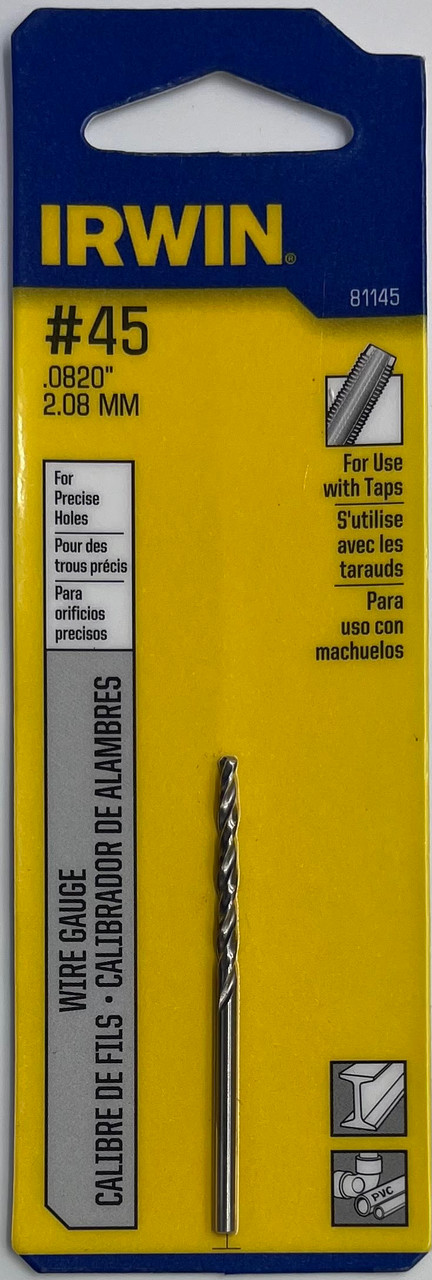 IRWIN®
81145
#45
.0820"
2.08 MM
For
Precise
Holes
Pour des
trous précis
Para
orificios
precisos
For Use
with Taps
S'utilise
avec les
tarauds
Para
uso con
machuelos
WIRE GAUGE
CALIBRE DE FILS • CALIBRADOR DE ALAMBRES
PVC